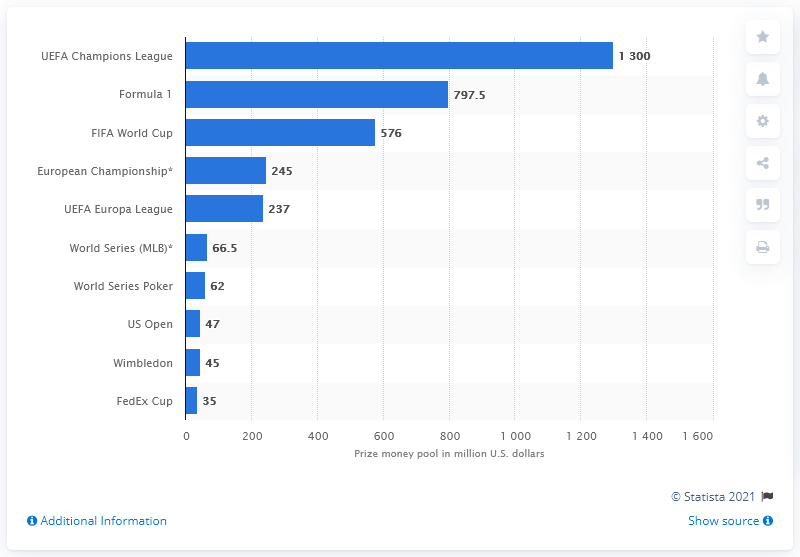 UEFA Champions League 1 300
Formula 1 797.5
FIFA World Cup 576
European Championship* 245
UEFA Europa League 237
World Series (MLB)* 66.5
World Series Poker 62
US Open 47
Wimbledon 45
FedEx Cup 35
0 200 400 600 800 1 000 1 200 1 400 1 600
Prize money pool in million U.S. dollars
© Statista 2021
Additional Information Show source